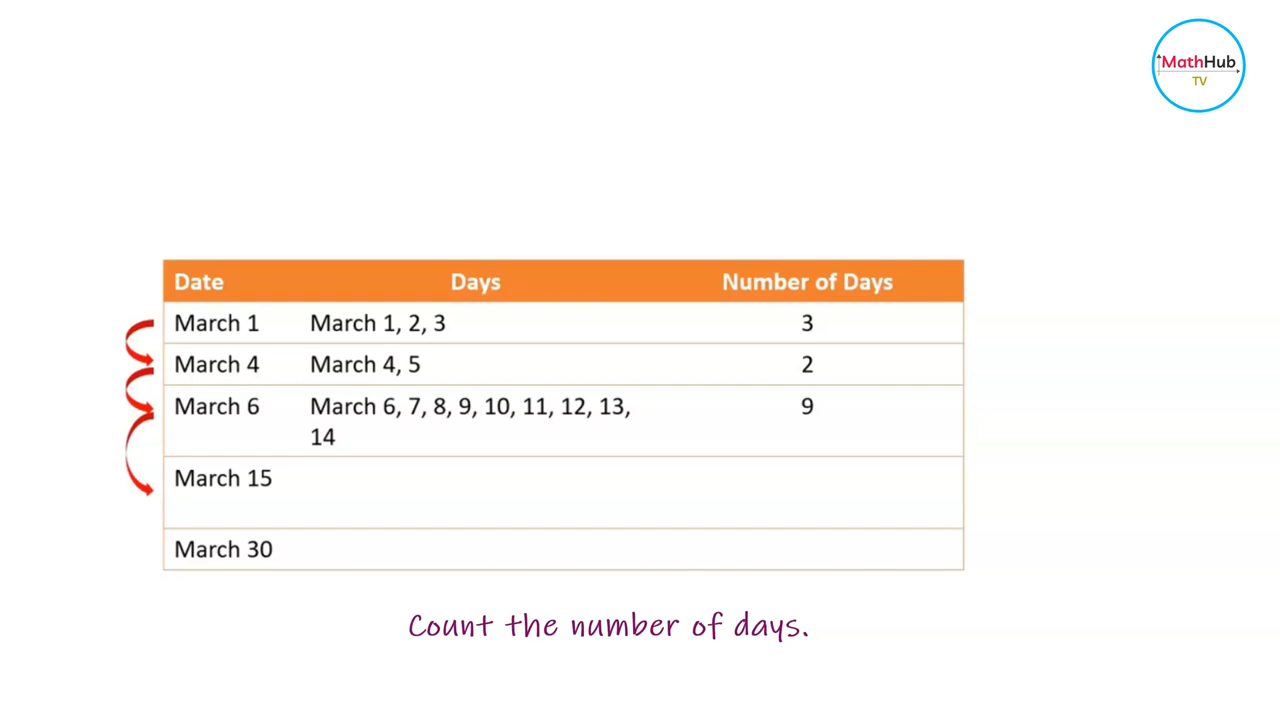 MathHub
TV
Date Days Number of Days
March 1 March 1, 2, 3 3
March 4 March 4, 5 2
March 6 March 6, 7, 8, 9, 10, 11, 12, 13, 9
14
March 15
March 30
Count the number of days.